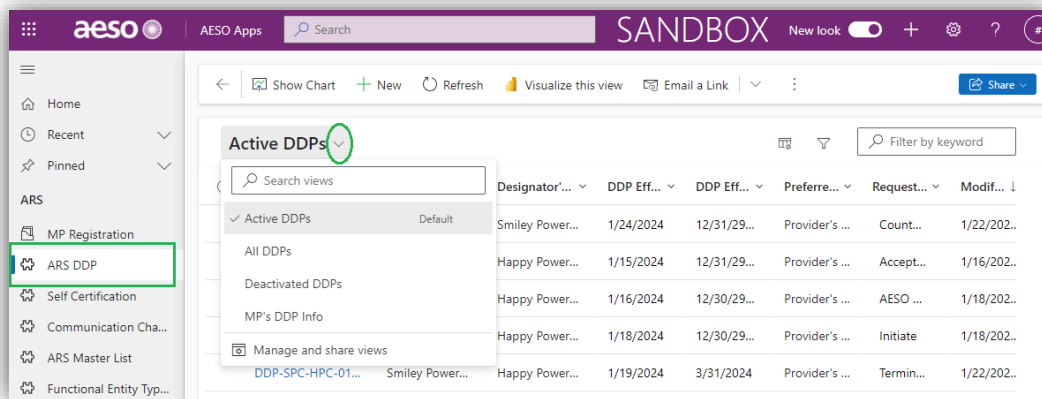 aeso
AESO Apps
Search
SANDBOX
New look
?
#
Home
Recent
Pinned
ARS
MP Registration
ARS DDP
Self Certification
Communication Cha...
ARS Master List
Functional Entity Typ...
Show Chart
New
Refresh
Visualize this view
Email a Link
Share
Active DDPs
Filter by keyword
Search views
Active DDPs Default
All DDPs
Deactivated DDPs
MP's DDP Info
Manage and share views
Designator'... DDP Eff... DDP Eff... Preferre... Request... Modif...
Smiley Power... 1/24/2024 12/31/29... Provider's ... Count... 1/22/202..
Happy Power... 1/15/2024 12/31/29... Provider's ... Accept... 1/16/202..
Happy Power... 1/16/2024 12/30/29... Provider's ... AESO ... 1/18/202..
Happy Power... 1/18/2024 12/30/29... Provider's ... Initiate 1/18/202..
DDP-SPC-HPC-01... Smiley Power... Happy Power... 1/19/2024 3/31/2024 Provider's ... Termin... 1/22/202..